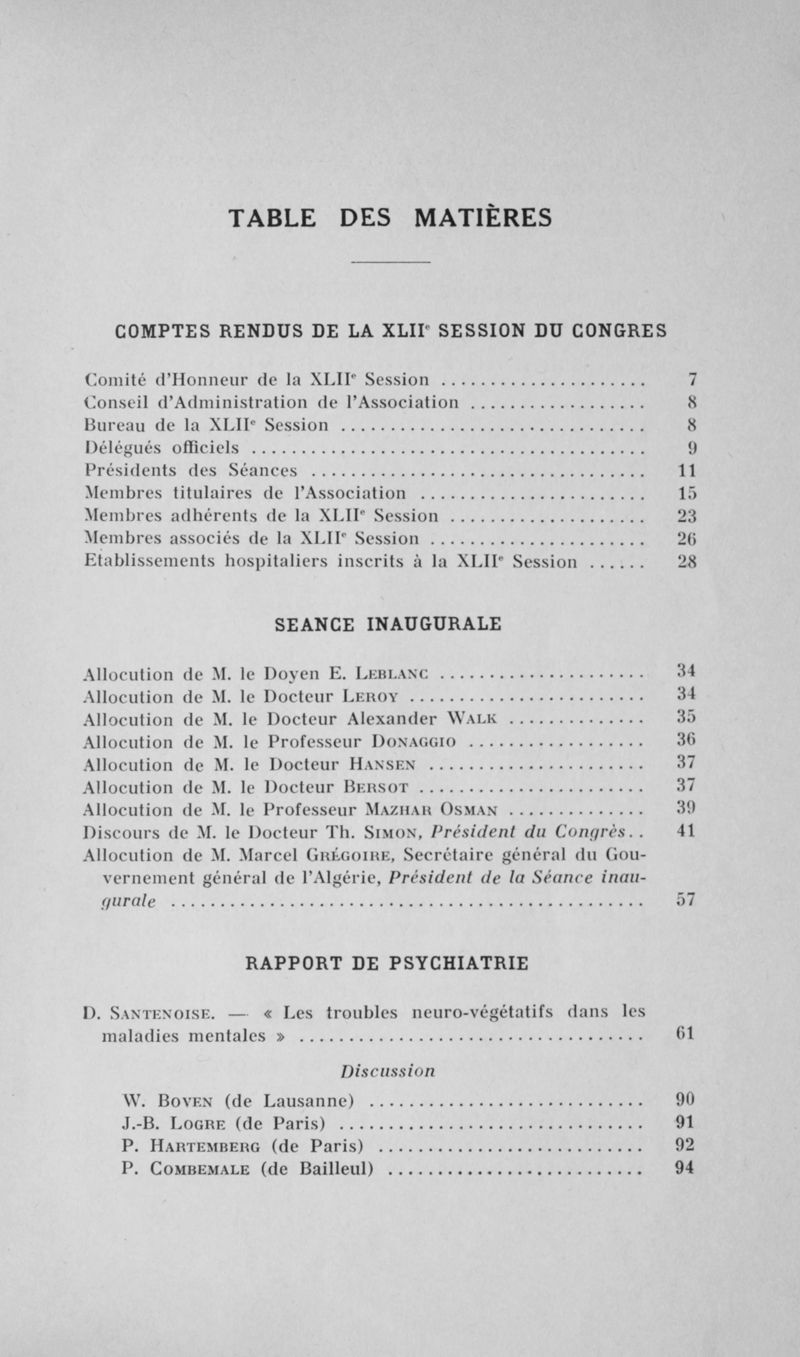 TABLE DES MATIÈRES
COMPTES RENDUS DE LA XLIIe SESSION DU CONGRES
Comité d'Honneur de la XLIIe Session ..................... 7
Conseil d'Administration de l'Association .................. 8
Bureau de la XLIIe Session ............................... 8
Délégués officiels ........................................ 9
Présidents des Séances .................................. 11
Membres titulaires de l'Association ....................... 15
Membres adhérents de la XLIIe Session .................... 23
Membres associés de la XLIIe Session ...................... 26
Etablissements hospitaliers inscrits à la XLIIe Session ...... 28
SEANCE INAUGURALE
Allocution de M. le Doyen E. LEBLANC ..................... 34
Allocution de M. le Docteur LEROY ........................ 34
Allocution de M. le Docteur Alexander WALK .............. 35
Allocution de M. le Professeur DONAGGIO .................. 36
Allocution de M. le Docteur HANSEN ...................... 37
Allocution de M. le Docteur BERSOT ....................... 37
Allocution de M. le Professeur MAZHAR OSMAN .............. 39
Discours de M. le Docteur Th. SIMON, Président du Congrès.. 41
Allocution de M. Marcel GRÉGOIRE, Secrétaire général du Gou-
vernement général de l'Algérie, Président de la Séance inau-
gurale ................................................ 57
RAPPORT DE PSYCHIATRIE
D. SANTENOISE. — « Les troubles neuro-végétatifs dans les
maladies mentales » ................................... 61
Discussion
W. BOVEN (de Lausanne) ............................ 90
J.-B. LOGRE (de Paris) ............................... 91
P. HARTEMBERG (de Paris) ........................... 92
P. COMBEMALE (de Bailleul) .......................... 94